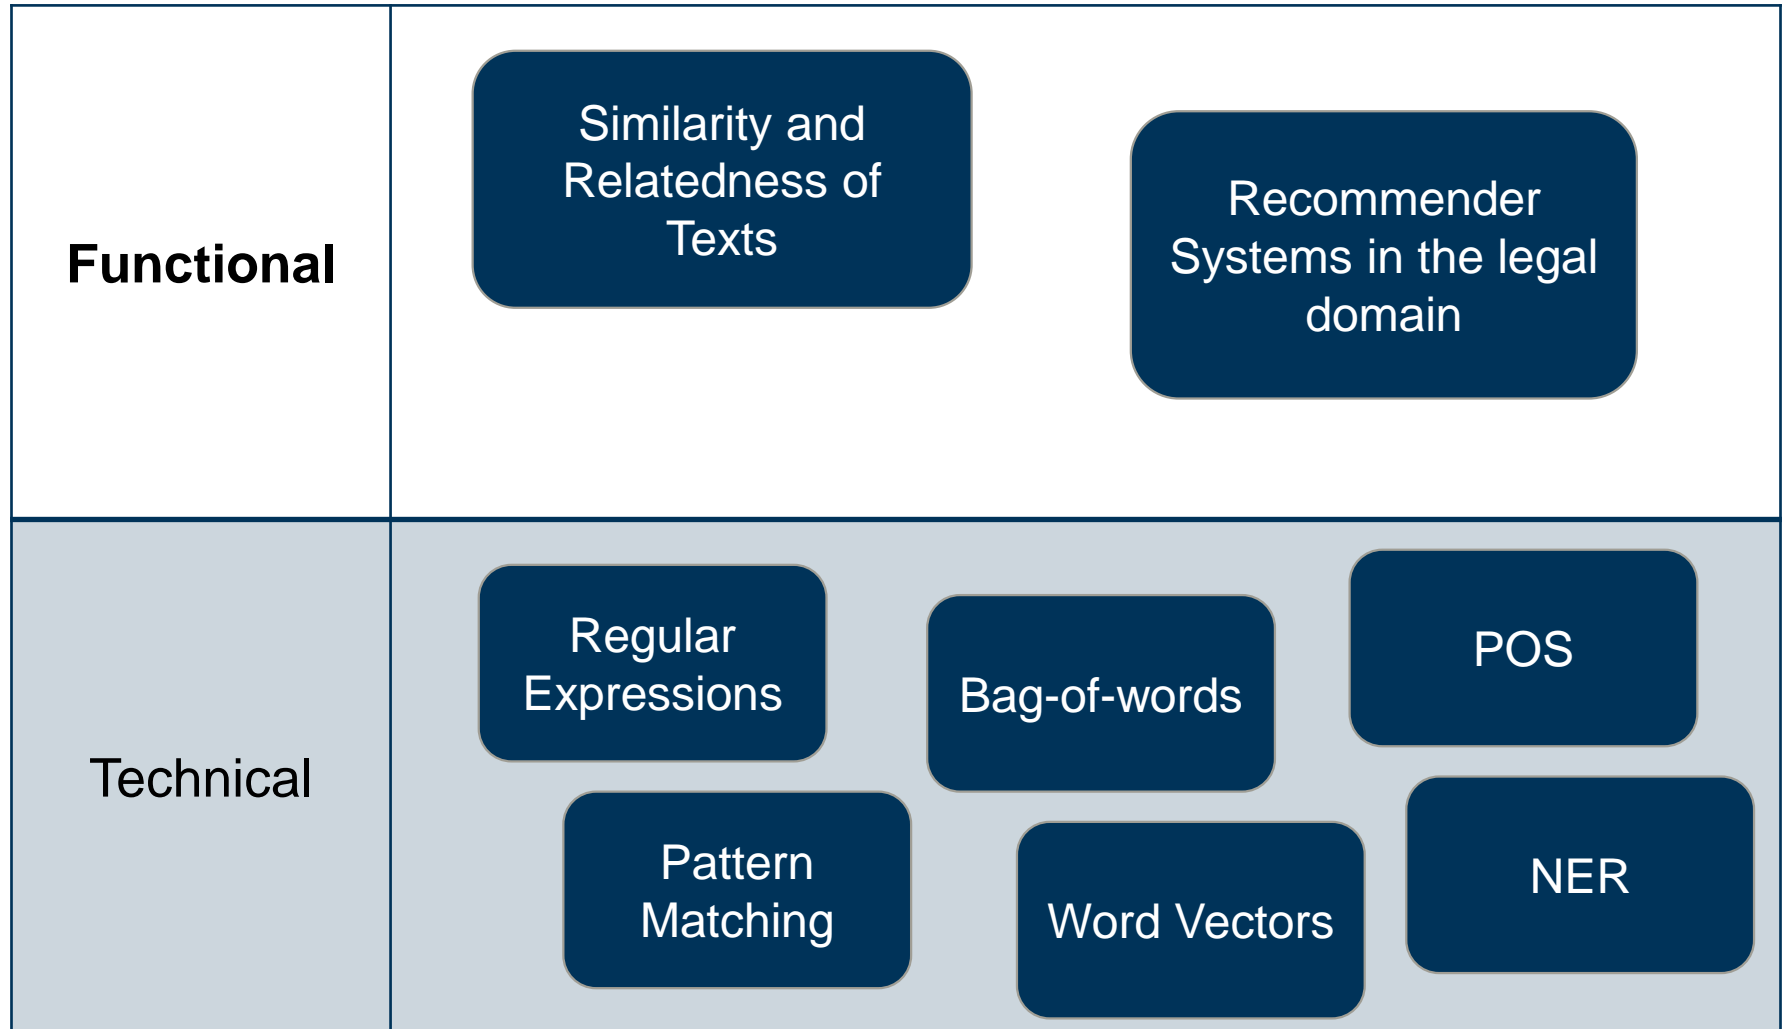 Functional
Similarity and
Relatedness of
Texts
Recommender
Systems in the legal
domain
Technical
Regular
Expressions
Bag-of-words
POS
Pattern
Matching
Word Vectors
NER